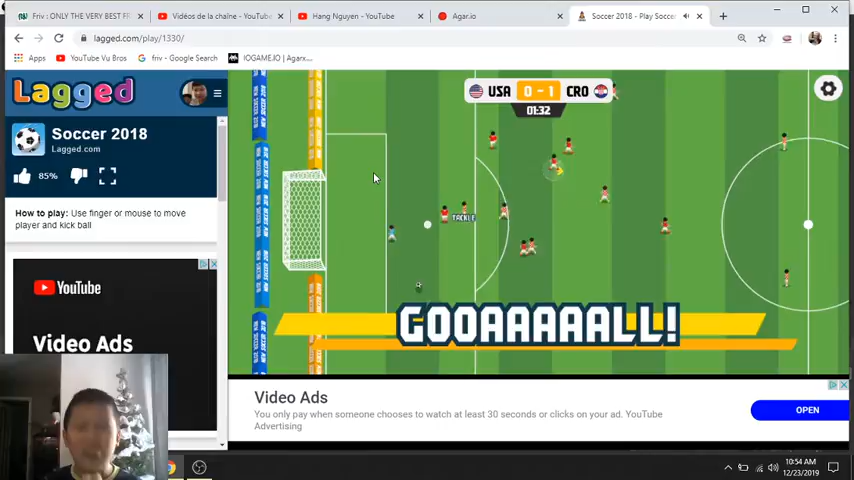 Friv : ONLY THE VERY BEST FI
Vidéos de la chaîne - YouTube
Hang Nguyen - YouTube
Agar.io
Soccer 2018 - Play Soccer
lagged.com/play/1330/
Apps
YouTube Vu Bros
friv - Google Search
IOGAME.IO | Agarx...
Lagged
Soccer 2018
Lagged.com
85%
How to play: Use finger or mouse to move
player and kick ball
YouTube
Video Ads
USA 0 - 1 CRO
01:32
TACKLE
GOOAAAAALL!
Video Ads
You only pay when someone chooses to watch at least 30 seconds or clicks on your ad. YouTube
Advertising
OPEN
10:54 AM
12/23/2019